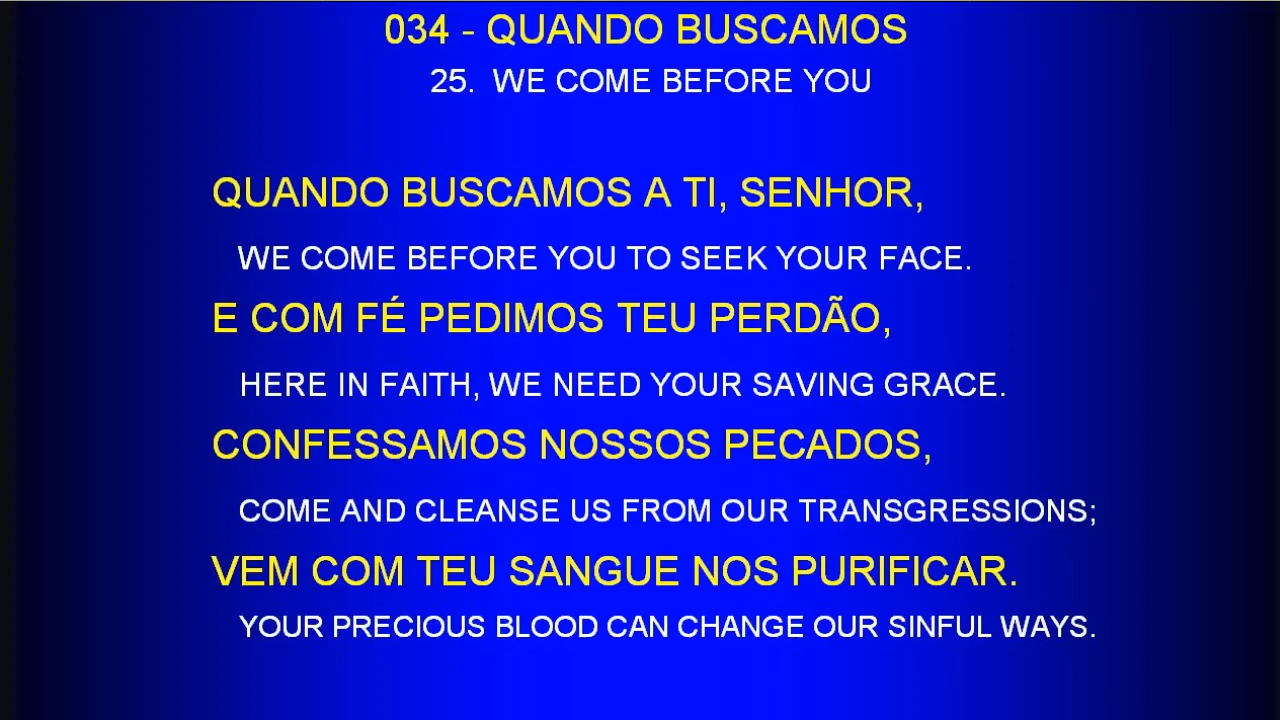 034 - QUANDO BUSCAMOS
25. WE COME BEFORE YOU
QUANDO BUSCAMOS A TI, SENHOR,
WE COME BEFORE YOU TO SEEK YOUR FACE.
E COM FÉ PEDIMOS TEU PERDÃO,
HERE IN FAITH, WE NEED YOUR SAVING GRACE.
CONFESSAMOS NOSSOS PECADOS,
COME AND CLEANSE US FROM OUR TRANSGRESSIONS;
VEM COM TEU SANGUE NOS PURIFICAR.
YOUR PRECIOUS BLOOD CAN CHANGE OUR SINFUL WAYS.